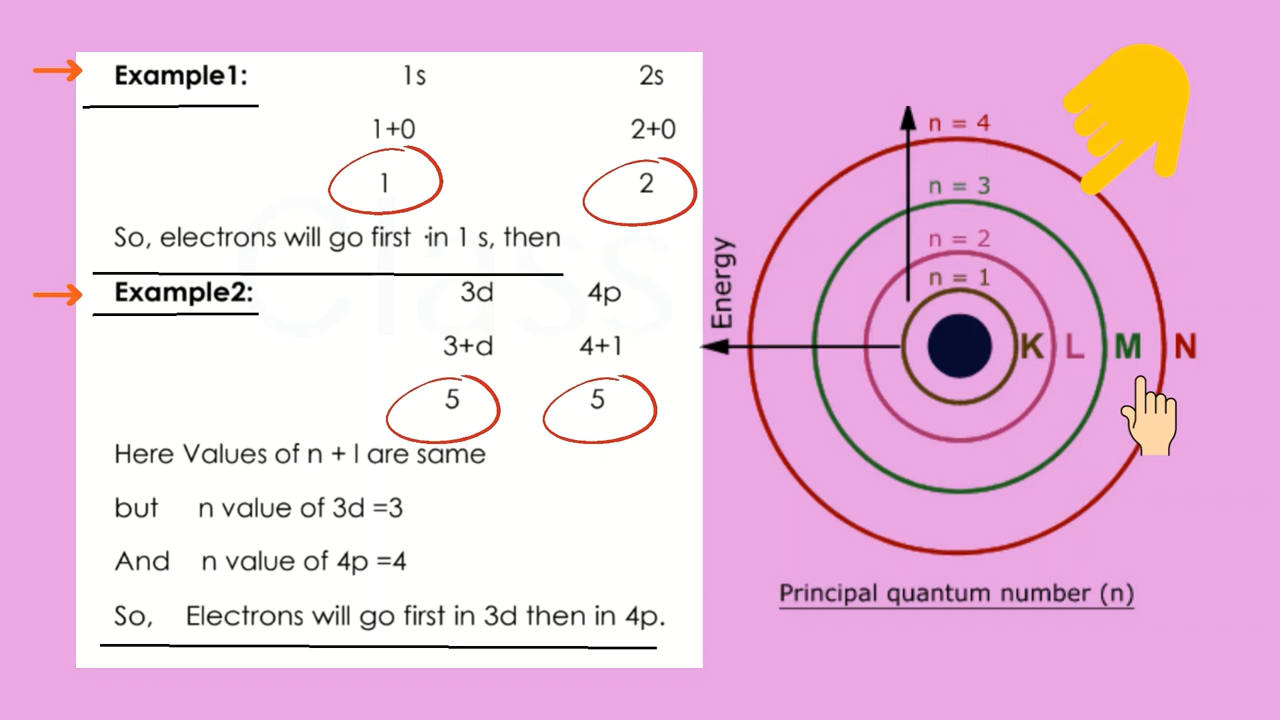 Example1: 1s 2s
1+0 2+0
1 2
So, electrons will go first in 1 s, then
Example2: 3d 4p
3+d 4+1
5 5
Here Values of n + l are same
but n value of 3d =3
And n value of 4p =4
So, Electrons will go first in 3d then in 4p.
n = 4
n = 3
n = 2
n = 1
Energy
K L M N
Principal quantum number (n)
Class